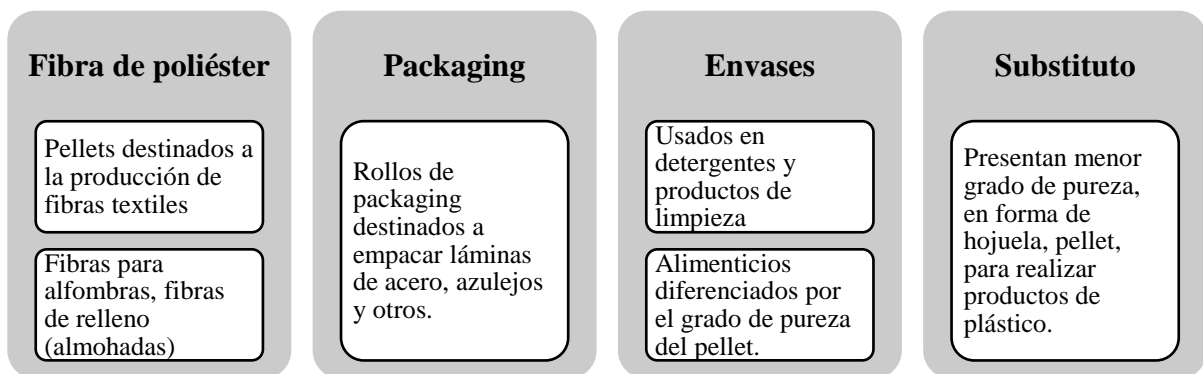 Fibra de poliéster
Pellets destinados a
la producción de
fibras textiles
Fibras para
alfombras, fibras
de relleno
(almohadas)
Packaging
Rollos de
packaging
destinados a
empacar láminas
de acero, azulejos
y otros.
Envases
Usados en
detergentes y
productos de
limpieza
Alimenticios
diferenciados por
el grado de pureza
del pellet.
Substituto
Presentan menor
grado de pureza,
en forma de
hojuela, pellet,
para realizar
productos de
plástico.